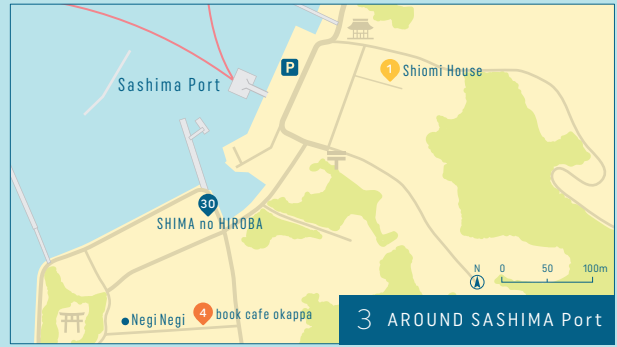 P
1 Shiomi House
Sashima Port
30
SHIMA no HIROBA
N 0 50 100m
Negi Negi 4 book cafe okappa
3 AROUND SASHIMA Port